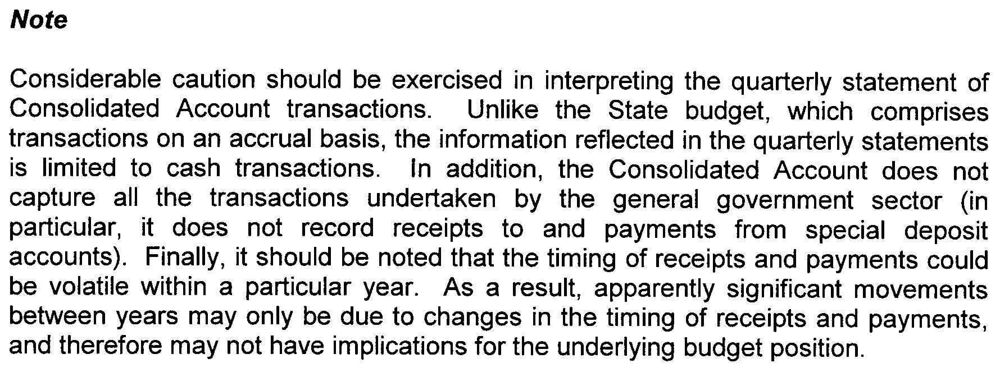 Note
Considerable caution should be exercised in interpreting the quarterly statement of
Consolidated Account transactions. Unlike the State budget, which comprises
transactions on an accrual basis, the information reflected in the quarterly statements
is limited to cash transactions. In addition, the Consolidated Account does not
capture all the transactions undertaken by the general government sector (in
particular, it does not record receipts to and payments from special deposit
accounts). Finally, it should be noted that the timing of receipts and payments could
be volatile within a particular year. As a result, apparently significant movements
between years may only be due to changes in the timing of receipts and payments,
and therefore may not have implications for the underlying budget position.